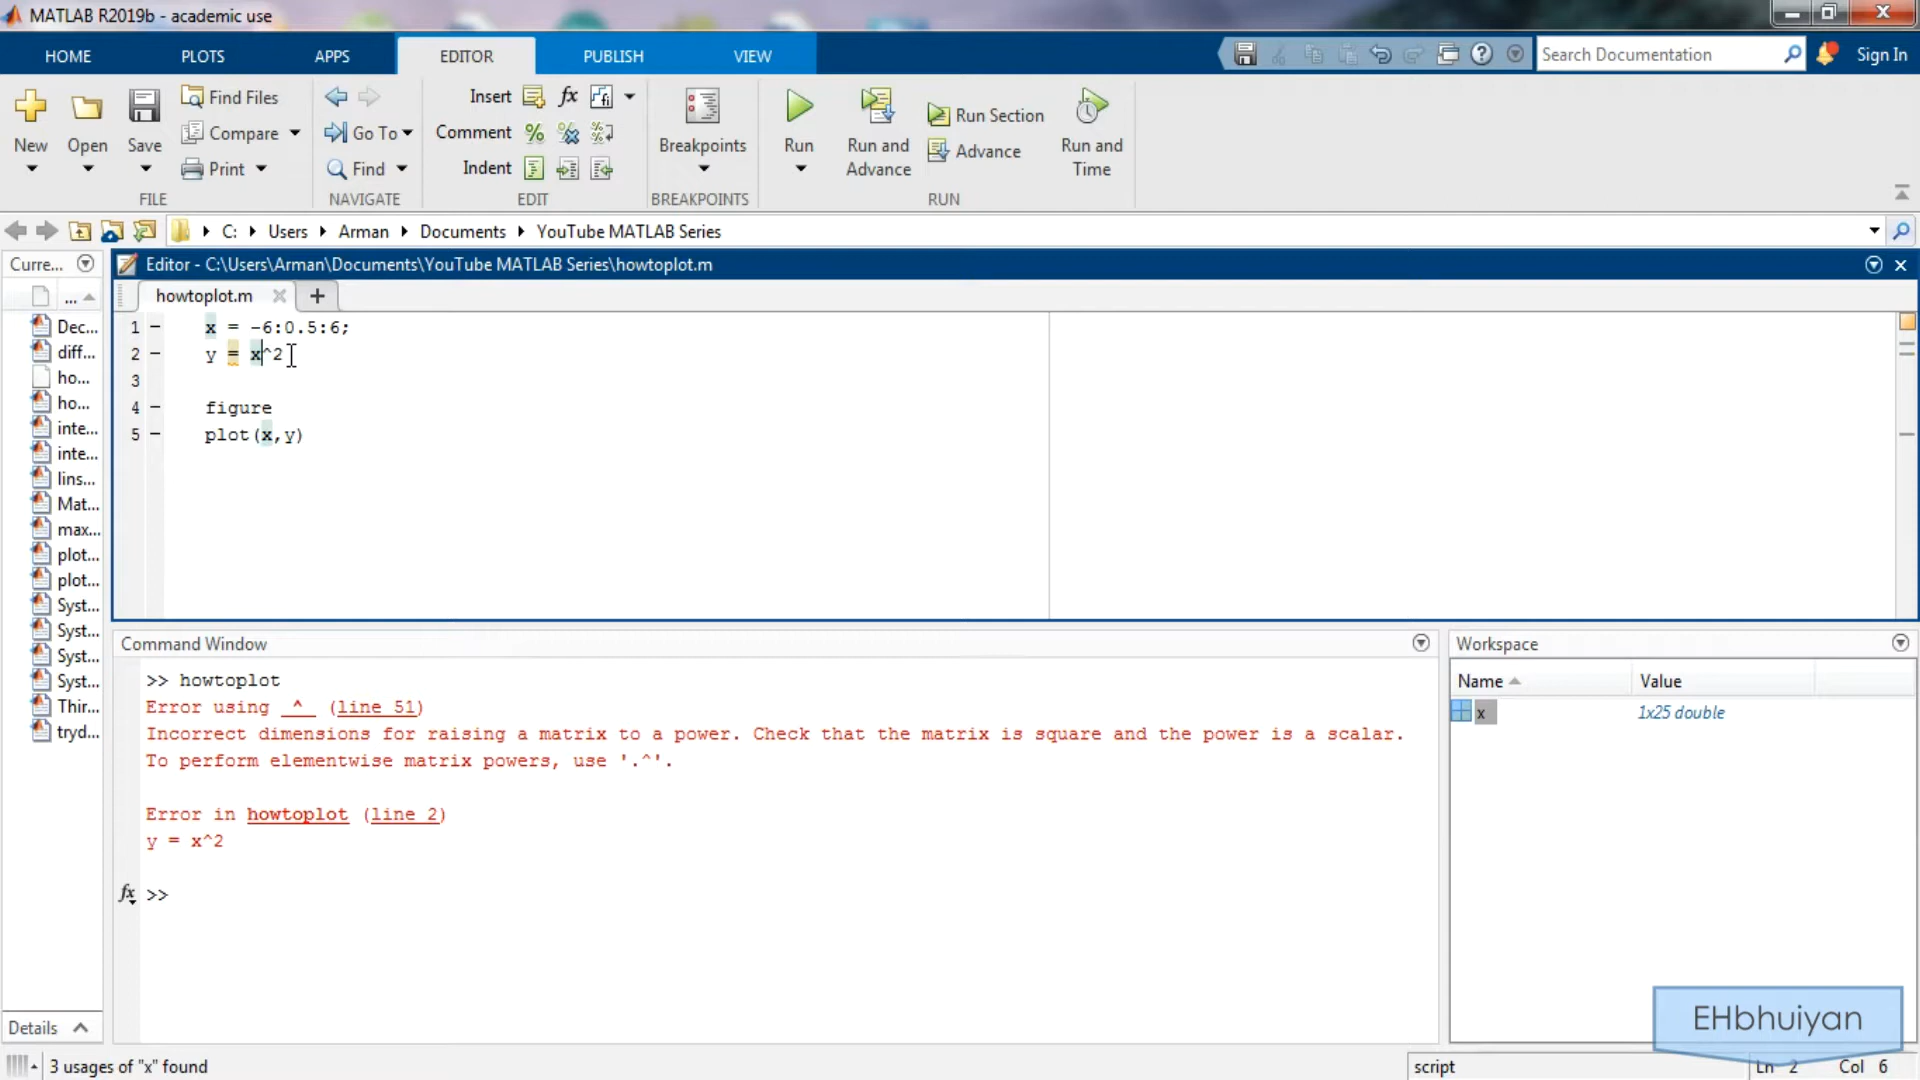 MATLAB R2019b - academic use
HOME PLOTS APPS EDITOR PUBLISH VIEW
Search Documentation
Sign In
New Open Save
Find Files
Compare
Print
FILE
Go To
Find
NAVIGATE
Insert fx
Comment
Indent
EDIT
Breakpoints
BREAKPOINTS
Run
Run and Advance
Run Section
Advance
Run and Time
RUN
C: Users Arman Documents YouTube MATLAB Series
Curre...
Editor - C:\Users\Arman\Documents\YouTube MATLAB Series\howtoplot.m
howtoplot.m
...
Dec...
diff...
ho...
ho...
inte...
inte...
lins...
Mat...
max...
plot...
plot...
Syst...
Syst...
Syst...
Syst...
Thir...
tryd...
Details
1 – x = -6:0.5:6;
2 – y = x^2
3
4 – figure
5 – plot(x,y)
Command Window
>> howtoplot
Error using ^ (line 51)
Incorrect dimensions for raising a matrix to a power. Check that the matrix is square and the power is a scalar.
To perform elementwise matrix powers, use '.^'.
Error in howtoplot (line 2)
y = x^2
fx >>
Workspace
Name Value
x 1x25 double
EHbhuiyan
3 usages of "x" found
script
Ln 2 Col 6